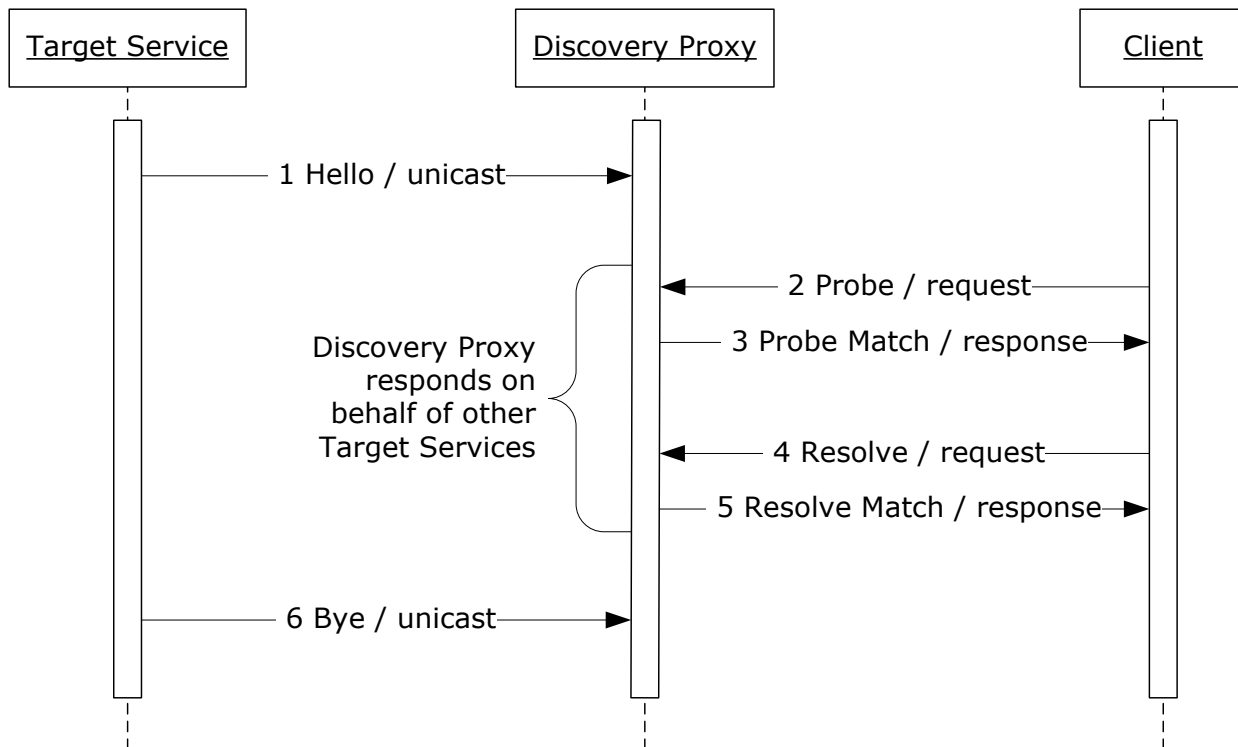 Target Service
Discovery Proxy
Client
1 Hello / unicast
2 Probe / request
3 Probe Match / response
Discovery Proxy
responds on
behalf of other
Target Services
4 Resolve / request
5 Resolve Match / response
6 Bye / unicast